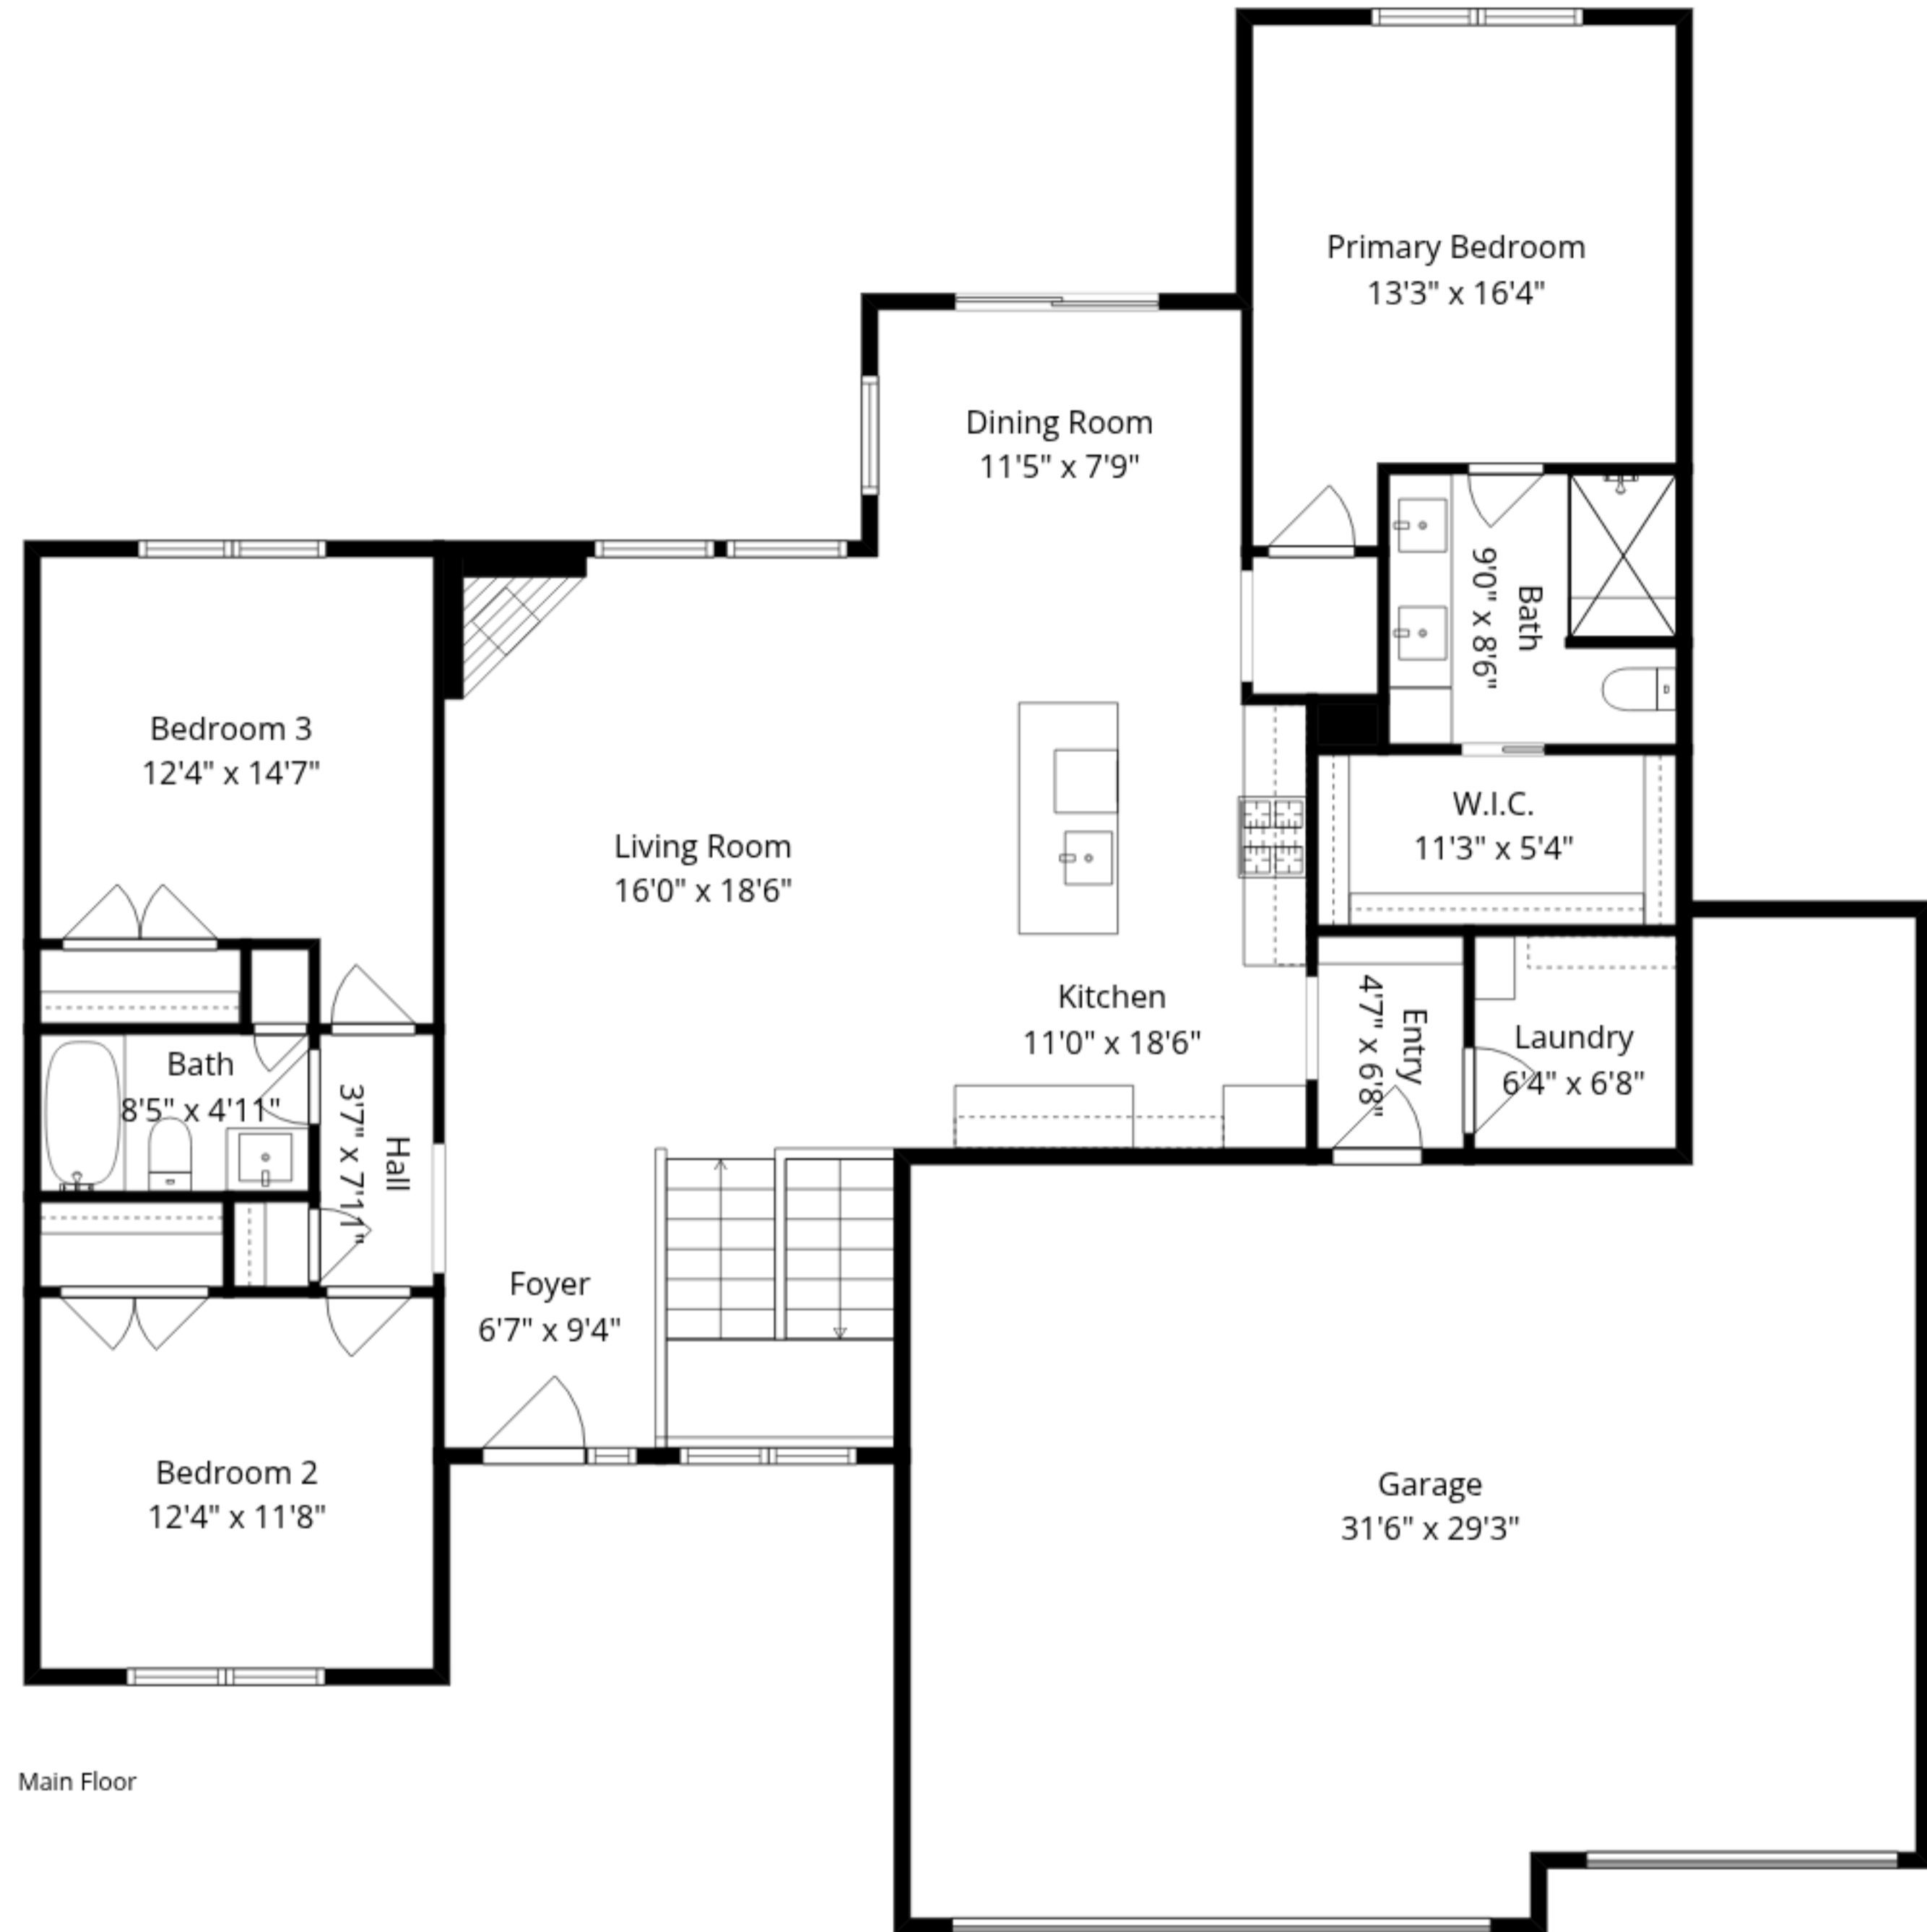 Primary Bedroom
13'3" x 16'4"
Dining Room
11'5" x 7'9"
Bath
9'0" x 8'6"
Bedroom 3
12'4" x 14'7"
W.I.C.
11'3" x 5'4"
Living Room
16'0" x 18'6"
Kitchen
11'0" x 18'6"
Entry
4'7" x 6'8"
Laundry
6'4" x 6'8"
Bath
8'5" x 4'11"
Hall
3'7" x 7'11"
Foyer
6'7" x 9'4"
Bedroom 2
12'4" x 11'8"
Garage
31'6" x 29'3"
Main Floor